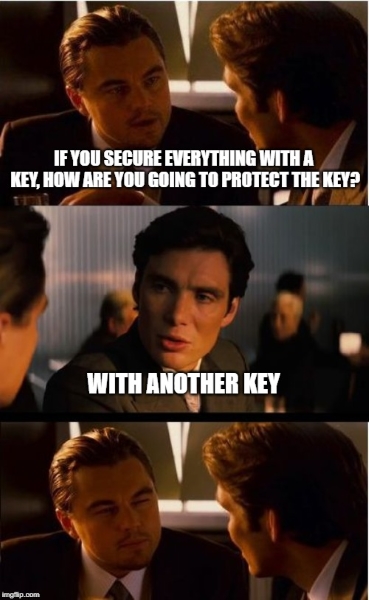 IF YOU SECURE EVERYTHING WITH A
KEY, HOW ARE YOU GOING TO PROTECT THE KEY?
WITH ANOTHER KEY
imgflip.com